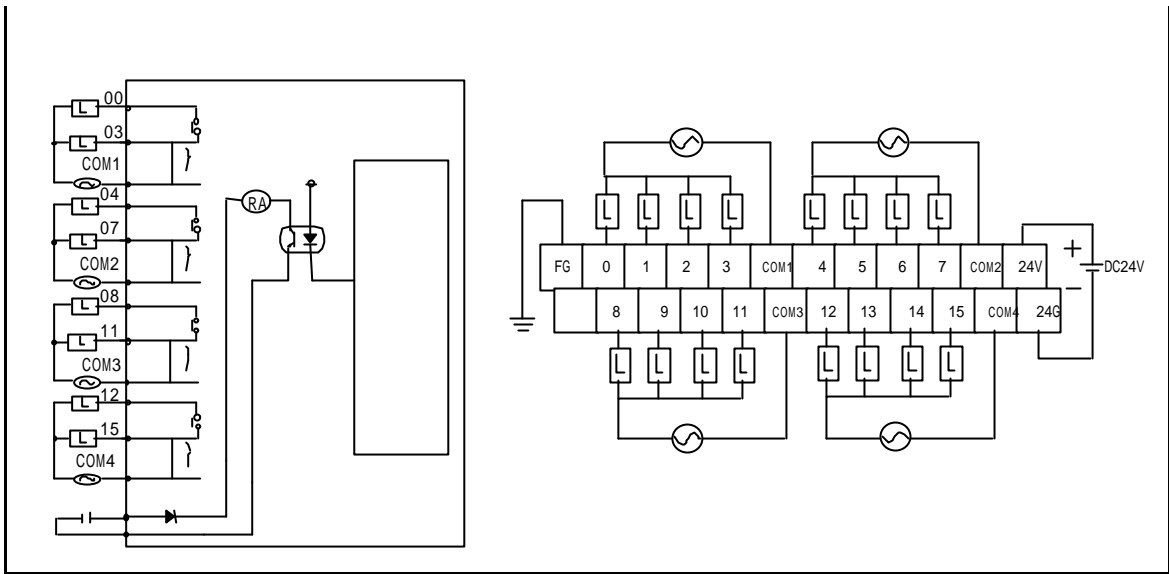 L 00
L 03
COM1
L 04
L 07
COM2
L 08
L 11
COM3
L 12
L 15
COM4
RA
L L L L L L L L
FG 0 1 2 3 COM1 4 5 6 7 COM2 24V
+
DC24V
−
8 9 10 11 COM3 12 13 14 15 COM4 24G
L L L L L L L L